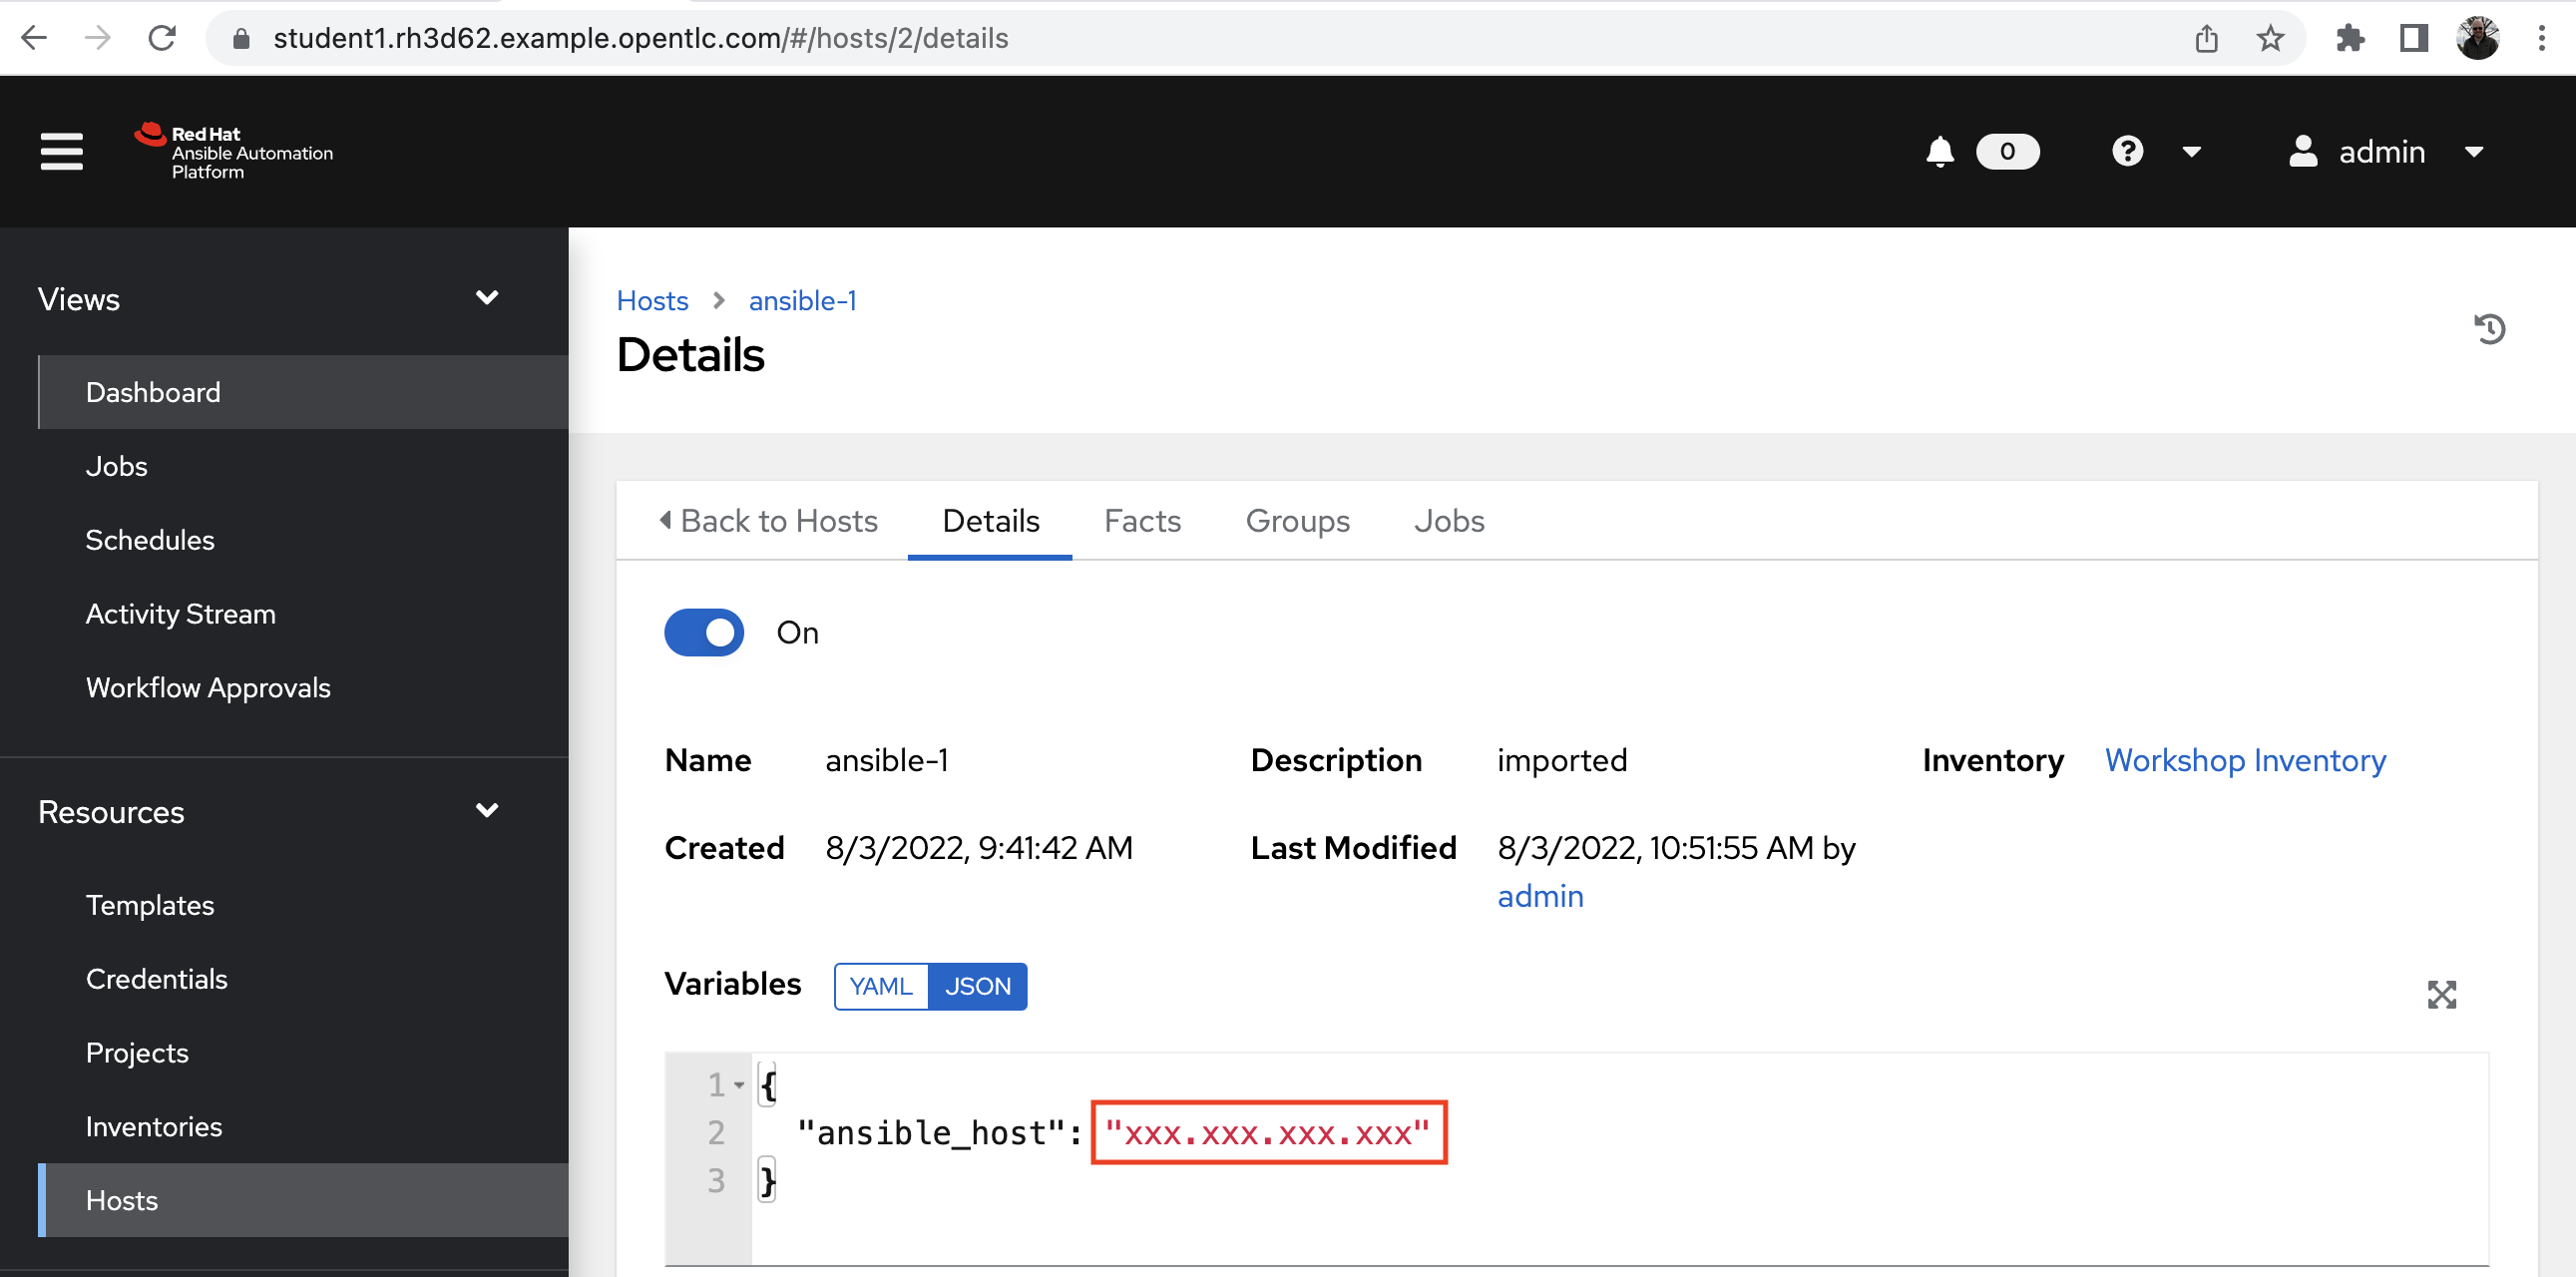 student1.rh3d62.example.opentlc.com/#/hosts/2/details
Red Hat
Ansible Automation
Platform
0
admin
Views
Dashboard
Jobs
Schedules
Activity Stream
Workflow Approvals
Resources
Templates
Credentials
Projects
Inventories
Hosts
Hosts ansible-1
Details
Back to Hosts Details Facts Groups Jobs
On
Name ansible-1 Description imported Inventory Workshop Inventory
Created 8/3/2022, 9:41:42 AM Last Modified 8/3/2022, 10:51:55 AM by
admin
Variables YAML JSON
1 {
2 "ansible_host": "xxx.xxx.xxx.xxx"
3 }